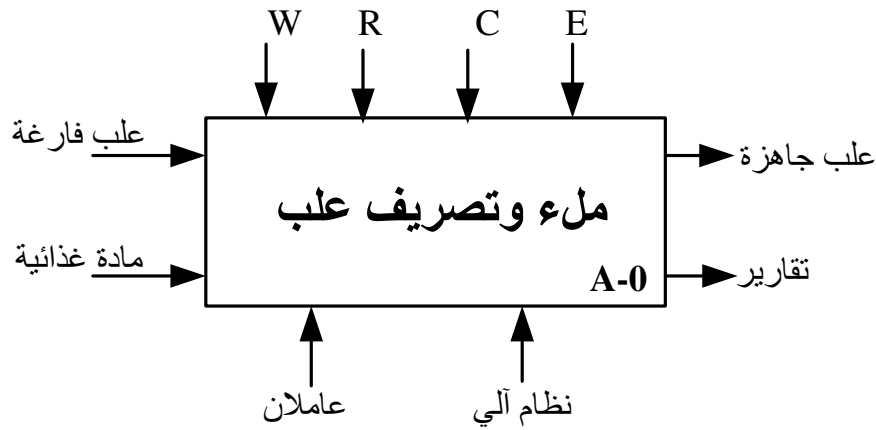 W R C E
علب فارغة
علب جاهزة
ملء وتصريف علب
مادة غذائية
A-0
تقارير
عاملان
نظام آلي